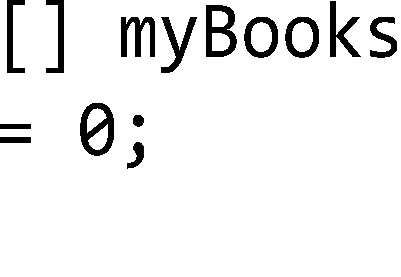 [] myBooks
= 0;